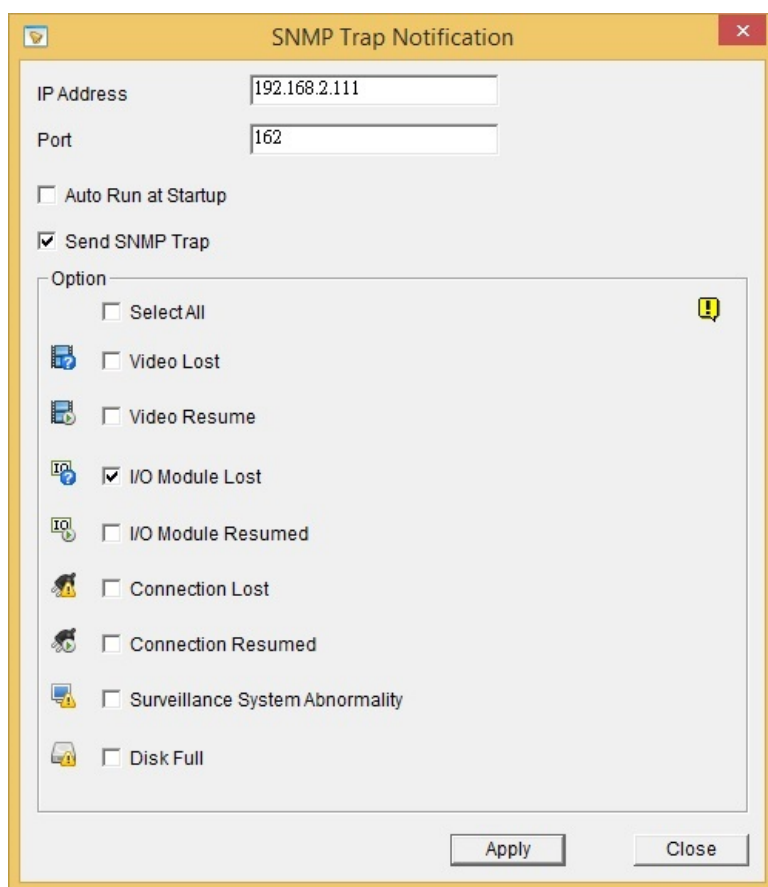 SNMP Trap Notification
IP Address 192.168.2.111
Port 162
Auto Run at Startup
Send SNMP Trap
Option
Select All
Video Lost
Video Resume
I/O Module Lost
I/O Module Resumed
Connection Lost
Connection Resumed
Surveillance System Abnormality
Disk Full
Apply Close